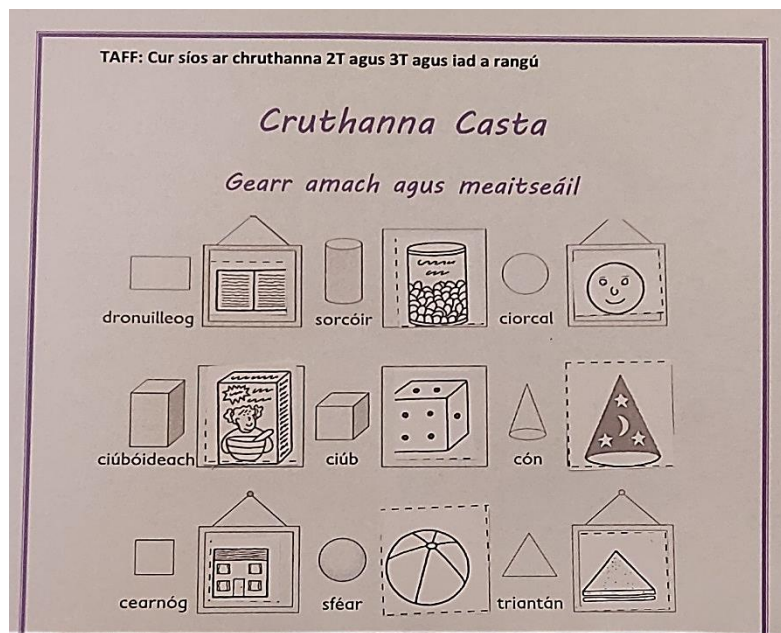 TAFF: Cur síos ar chruthanna 2T agus 3T agus iad a rangú
Cruthanna Casta
Gearr amach agus meaitseáil
dronuilleog sorcóir ciorcal
ciúbóideach ciúb cón
cearnóg sféar triantán